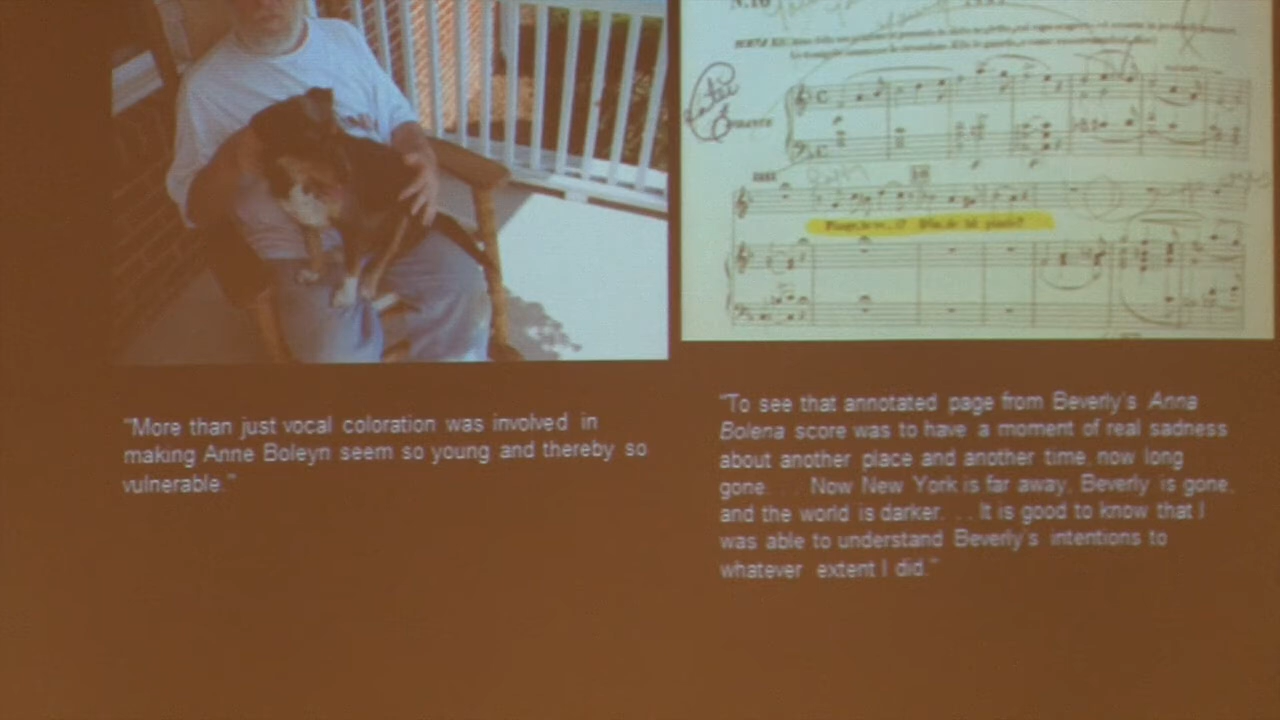 "More than just vocal coloration was involved in
making Anne Boleyn seem so young and thereby so
vulnerable."
N.10
"To see that annotated page from Beverly's Anna
Bolena score was to have a moment of real sadness
about another place and another time, now long
gone. . . . Now New York is far away, Beverly is gone,
and the world is darker. . . It is good to know that I
was able to understand Beverly's intentions to
whatever extent I did."